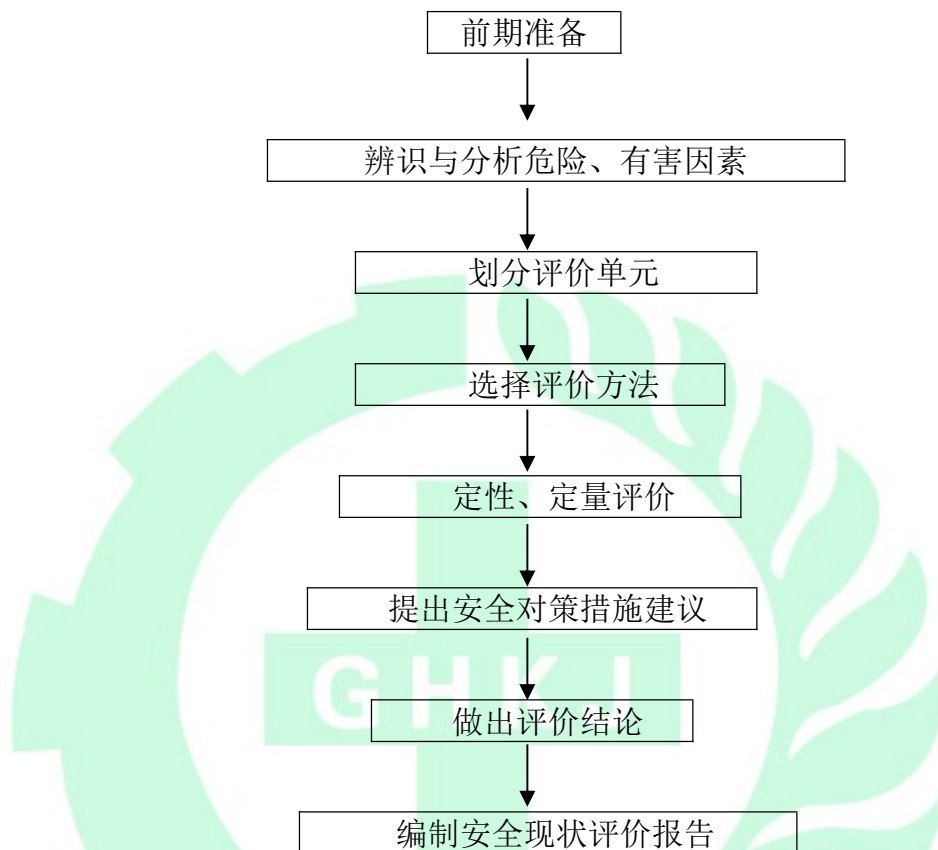 前期准备
辨识与分析危险、有害因素
划分评价单元
选择评价方法
定性、定量评价
提出安全对策措施建议
GHKJ
做出评价结论
编制安全现状评价报告